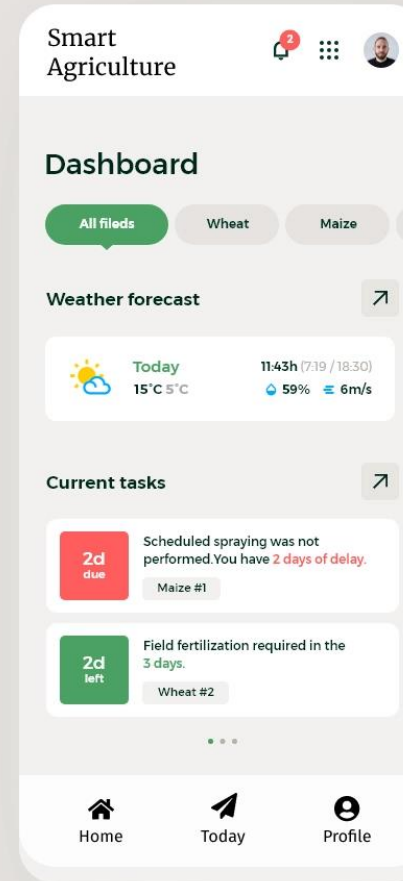 Smart
Agriculture
2
Dashboard
All fileds
Wheat
Maize
Weather forecast
Today
11:43h (7:19 / 18:30)
15°C 5°C
59%
6m/s
Current tasks
2d
due
Scheduled spraying was not
performed.You have 2 days of delay.
Maize #1
2d
left
Field fertilization required in the
3 days.
Wheat #2
Home
Today
Profile